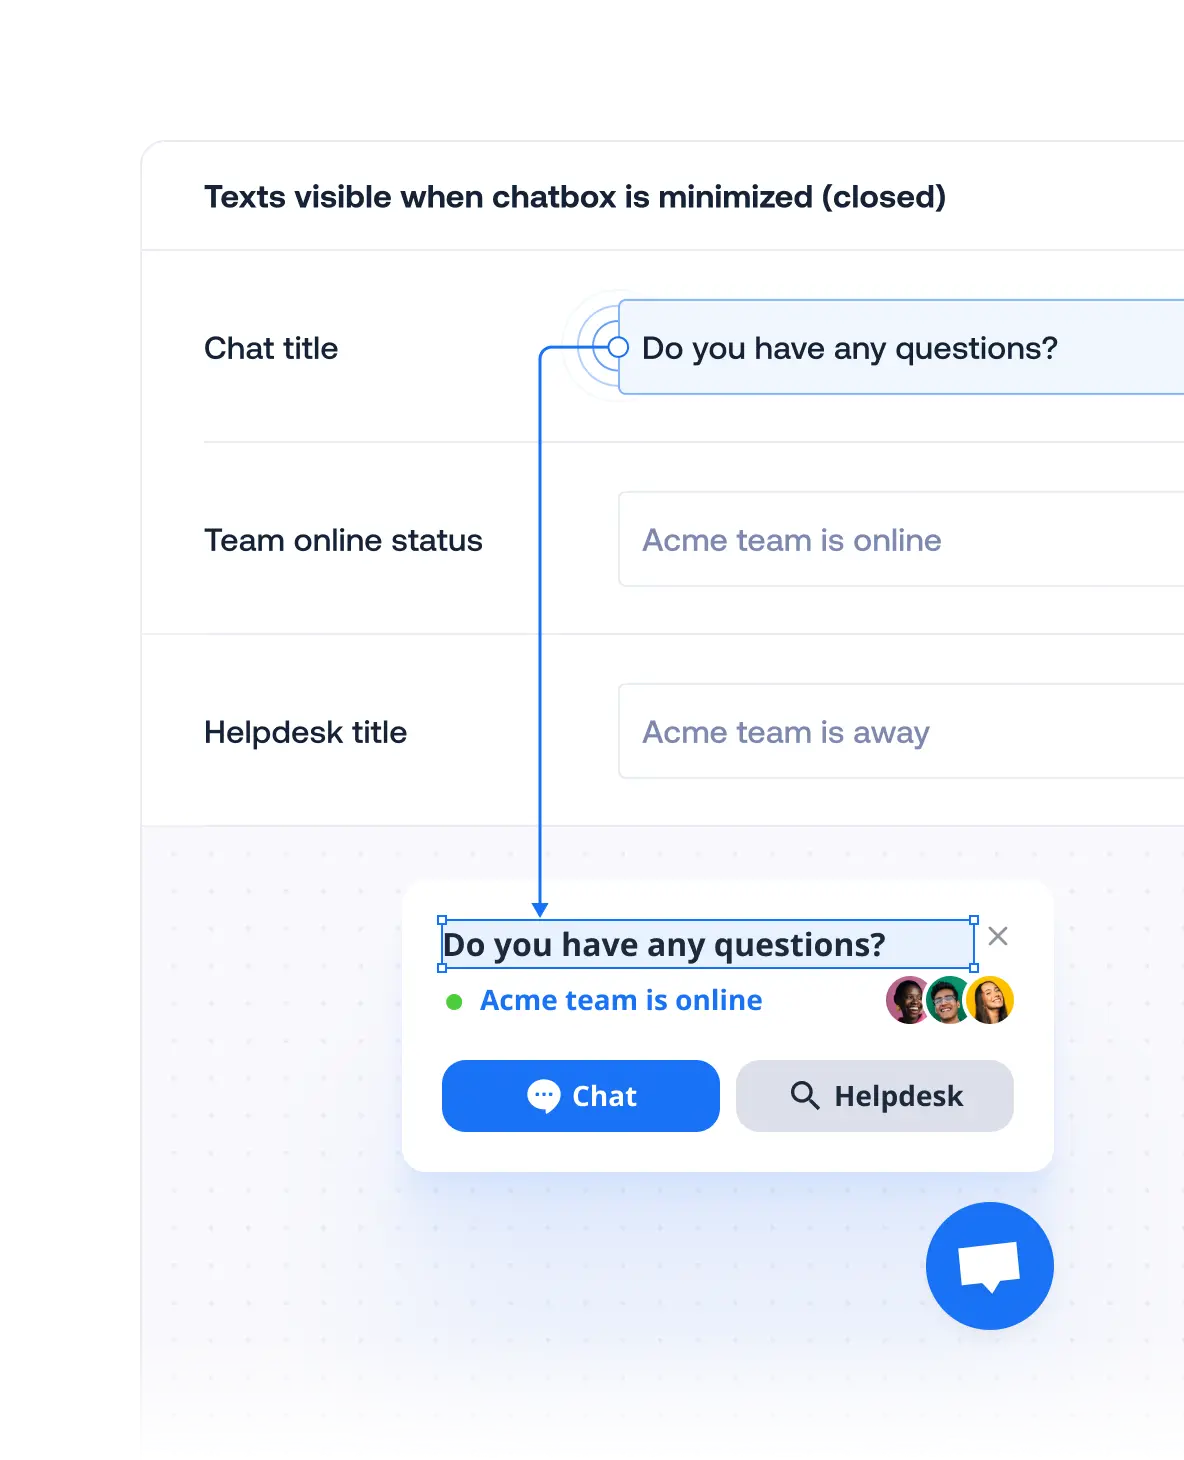 Texts visible when chatbox is minimized (closed)
Chat title
Do you have any questions?
Team online status
Acme team is online
Helpdesk title
Acme team is away
Do you have any questions?
Acme team is online
Chat
Helpdesk